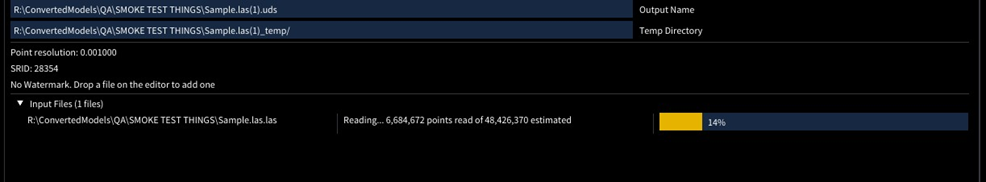 R:\ConvertedModels\QA\SMOKE TEST THINGS\Sample.las(1).uds Output Name
R:\ConvertedModels\QA\SMOKE TEST THINGS\Sample.las(1)_temp/ Temp Directory
Point resolution: 0.001000
SRID: 28354
No Watermark. Drop a file on the editor to add one
Input Files (1 files)
R:\ConvertedModels\QA\SMOKE TEST THINGS\Sample.las.las Reading... 6,684,672 points read of 48,426,370 estimated 14%